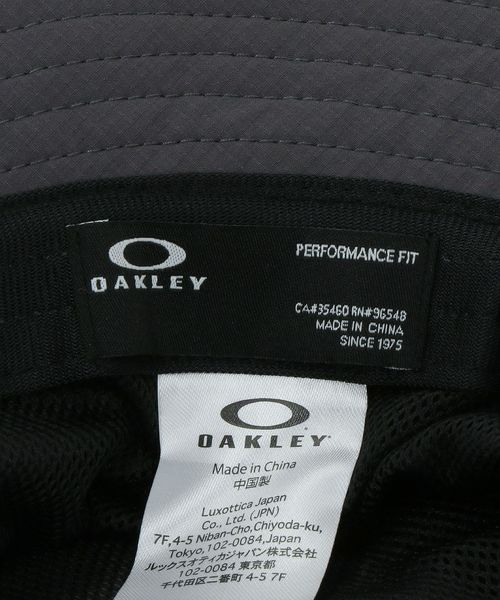 OAKLEY
PERFORMANCE FIT
CA#35460 RN#96548
MADE IN CHINA
SINCE 1975
OAKLEY
Made in China
中国製
Luxottica Japan
Co., Ltd. (JPN)
7F,4-5 Niban-Cho,Chiyoda-ku,
Tokyo, 102-0084,Japan
ルックスオティカジャパン株式会社
102-0084 東京都
千代田区二番町 4-5 7F